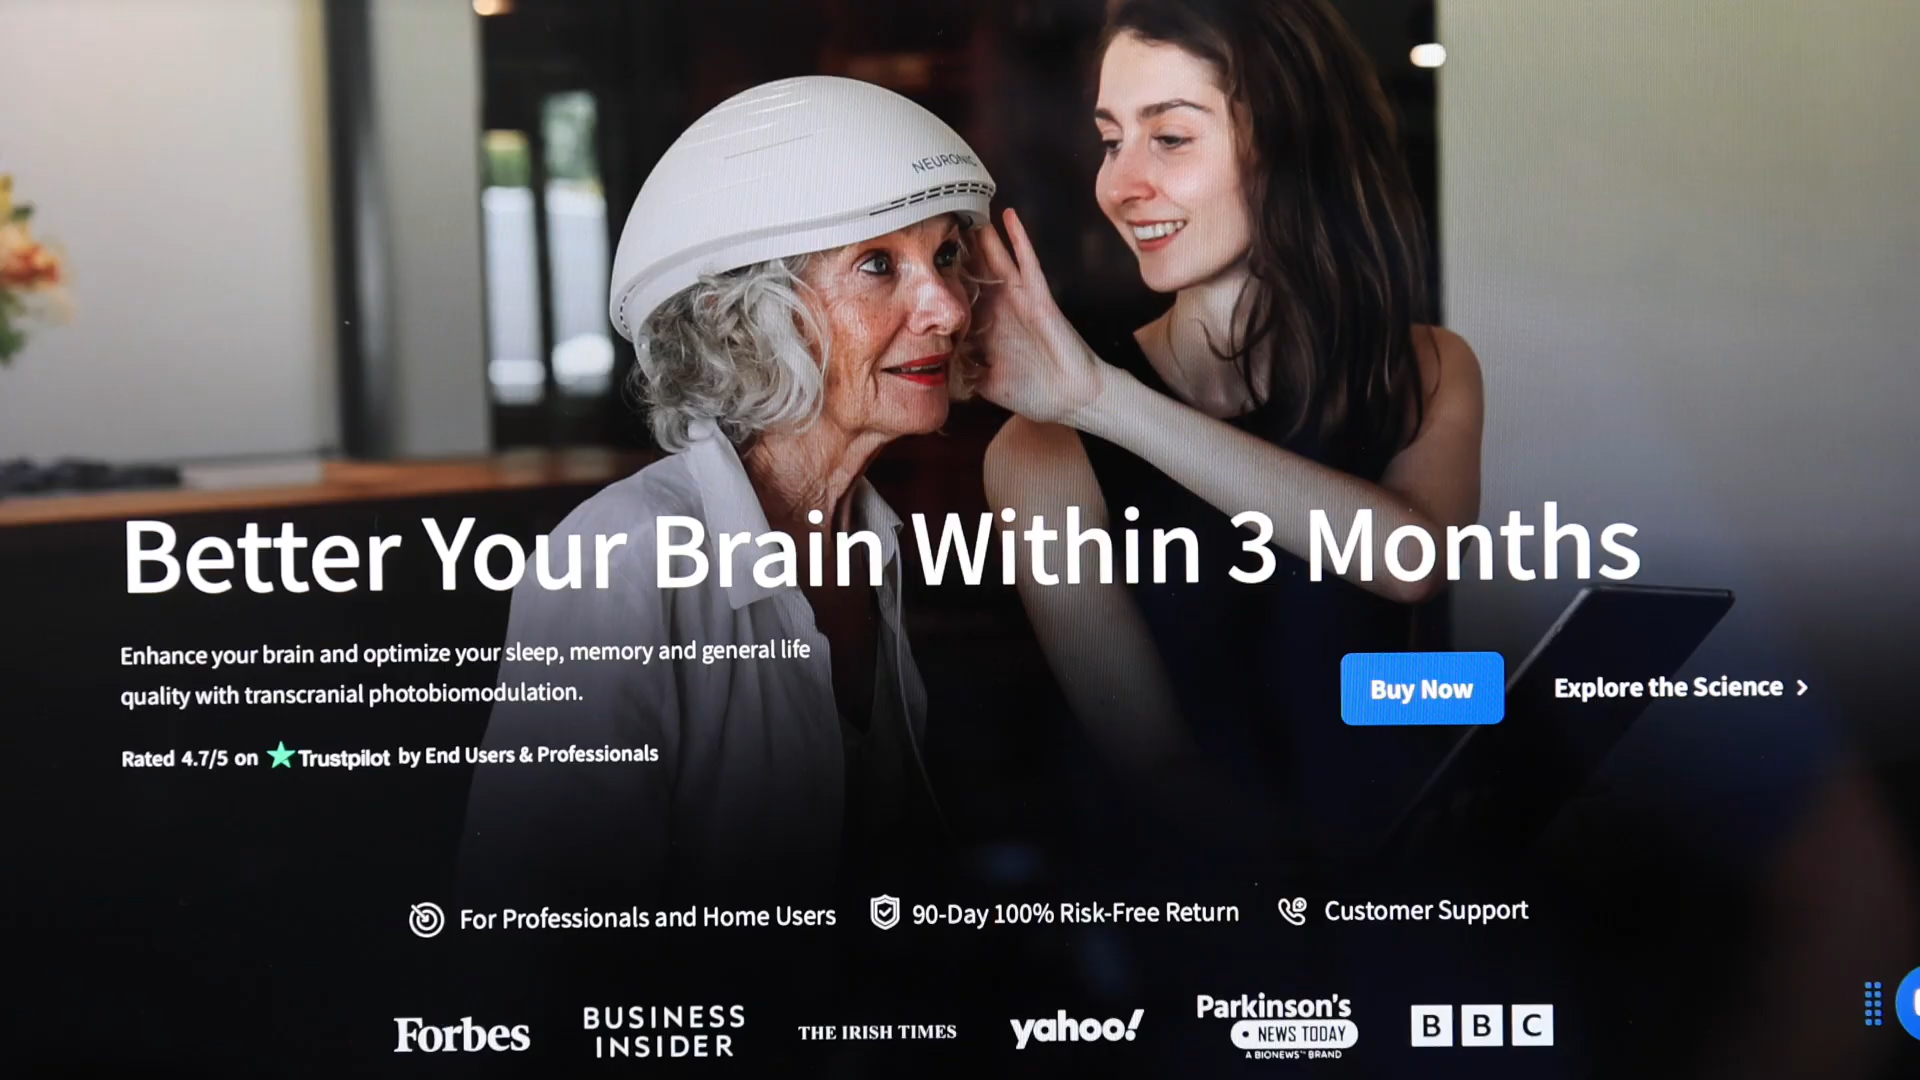 NEURONIC
Better Your Brain Within 3 Months
Enhance your brain and optimize your sleep, memory and general life
quality with transcranial photobiomodulation.
Buy Now
Explore the Science
Rated 4.7/5 on Trustpilot by End Users & Professionals
For Professionals and Home Users
90-Day 100% Risk-Free Return
Customer Support
Forbes
BUSINESS
INSIDER
THE IRISH TIMES
yahoo!
Parkinson's
NEWS TODAY
A BIONEWS™ BRAND
BBC